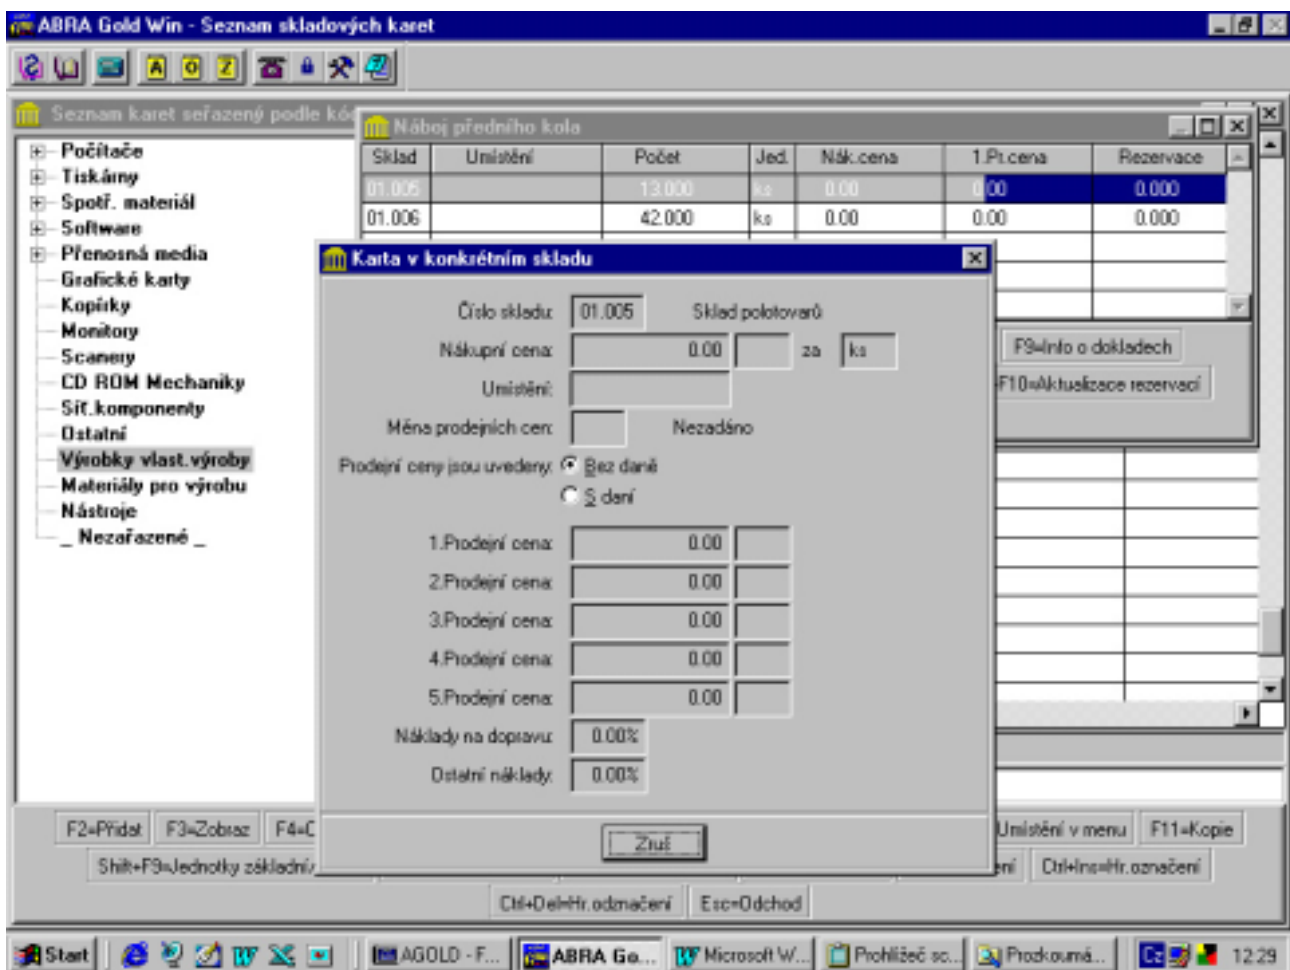 ABRA Gold Win - Seznam skladových karet
A O Z
Seznam karet seřazený podle
Náboj předního kola
Sklad Umístění Počet Jed. Nák.cena 1.Pr.cena Rezervace
01.005 13.000 ks 0.00 0.00 0.000
01.006 42.000 ks 0.00 0.00 0.000
Počítače
Tiskárny
Spotř. materiál
Software
Přenosná media
Grafické karty
Kopírky
Monitory
Scanery
CD ROM Mechaniky
Síť.komponenty
Ostatní
Výrobky vlast.výroby
Materiály pro výrobu
Nástroje
_ Nezařazené _
Karta v konkrétním skladu
Číslo skladu: 01.005 Sklad polotovarů
Nákupní cena: 0.00 za ks
Umístění:
Měna prodejních cen: Nezadáno
Prodejní ceny jsou uvedeny: Bez daně
S daní
1.Prodejní cena: 0.00
2.Prodejní cena: 0.00
3.Prodejní cena: 0.00
4.Prodejní cena: 0.00
5.Prodejní cena: 0.00
Náklady na dopravu: 0.00%
Ostatní náklady: 0.00%
Zruš
F9=Info o dokladech
F10=Aktualizace rezervací
F2=Přidat F3=Zobraz Umístění v menu F11=Kopie
Shift+F9=Jednotky základní Ctrl+Ins=Hr.označení
Ctrl+Del=Hr.odznačení Esc=Odchod
Start AGOLD - F... ABRA Go... Microsoft W... Prohlížeč sc... Prozkoumá... Cz 12:29